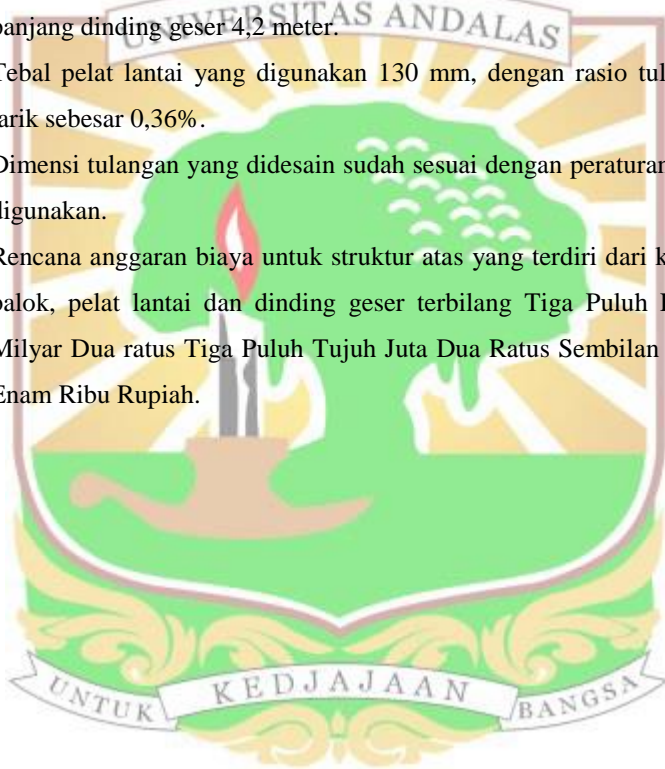 panjang dinding geser 4,2 meter.
UNIVERSITAS ANDALAS
Tebal pelat lantai yang digunakan 130 mm, dengan rasio
tarik sebesar 0,36%.
Dimensi tulangan yang didesain sudah sesuai dengan peraturan
digunakan.
Rencana anggaran biaya untuk struktur atas yang terdiri dari
balok, pelat lantai dan dinding geser terbilang Tiga Puluh
Milyar Dua ratus Tiga Puluh Tujuh Juta Dua Ratus Sembilan
Enam Ribu Rupiah.
UNTUK KEDJAJAAN BANGSA